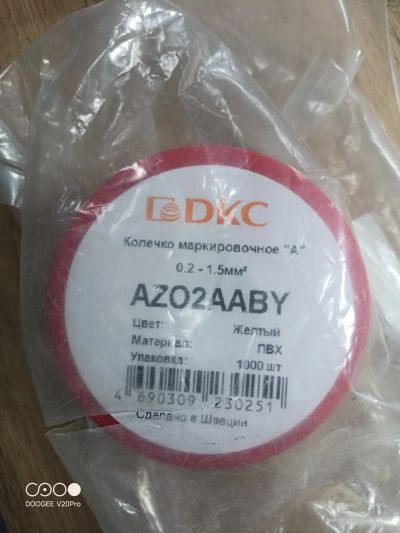 DKC
Колечко маркировочное "А"
0.2 - 1.5мм²
AZO2AABY
Цвет: Желтый
Материал: ПВХ
Упаковка: 1000 шт
4 690309 230251
Сделано в Швеции
DOOGEE V20Pro